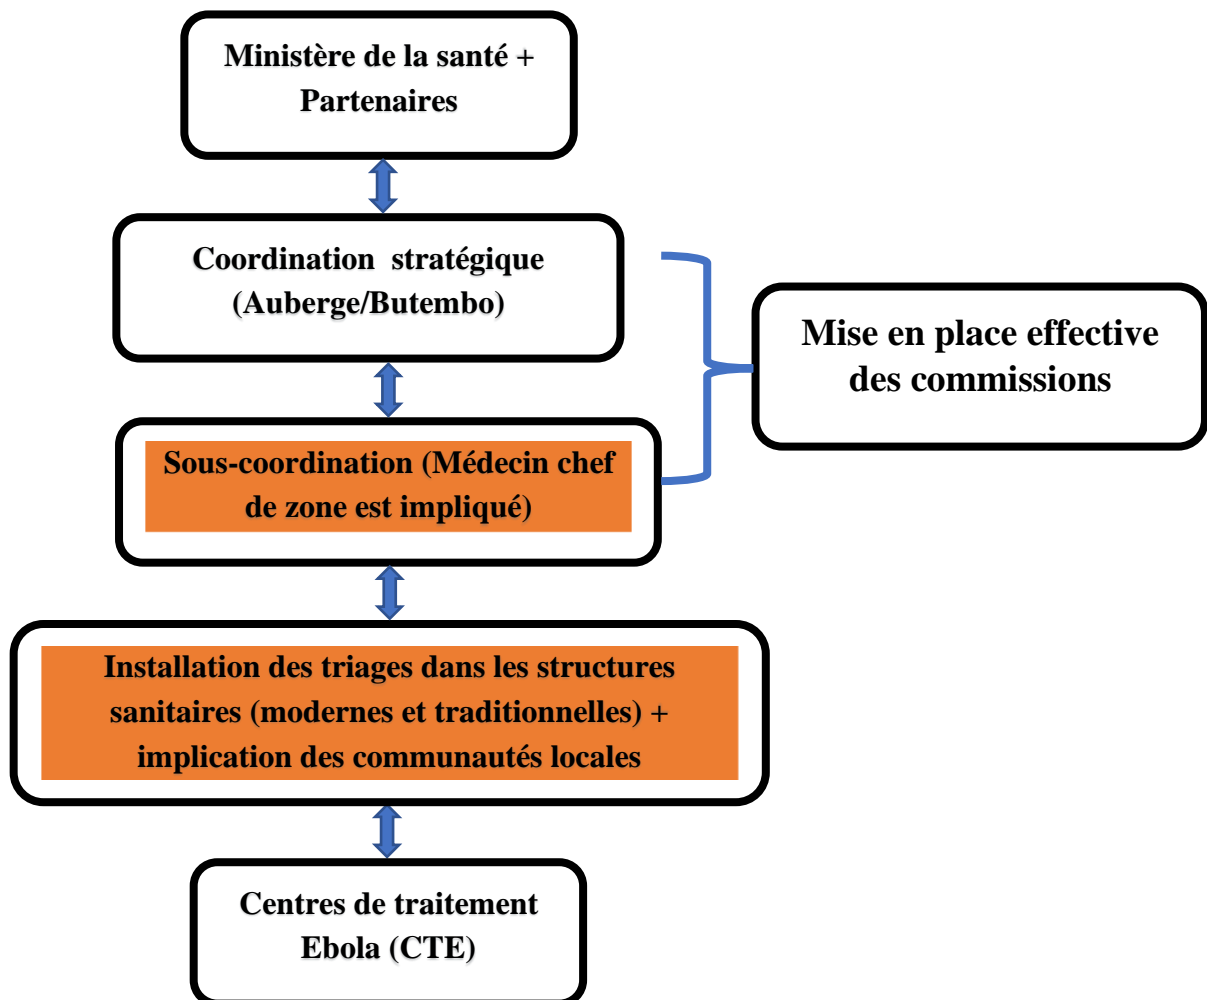 Ministère de la santé +
Partenaires
Coordination stratégique
(Auberge/Butembo)
Mise en place effective
des commissions
Sous-coordination (Médecin chef
de zone est impliqué)
Installation des triages dans les structures
sanitaires (modernes et traditionnelles) +
implication des communautés locales
Centres de traitement
Ebola (CTE)